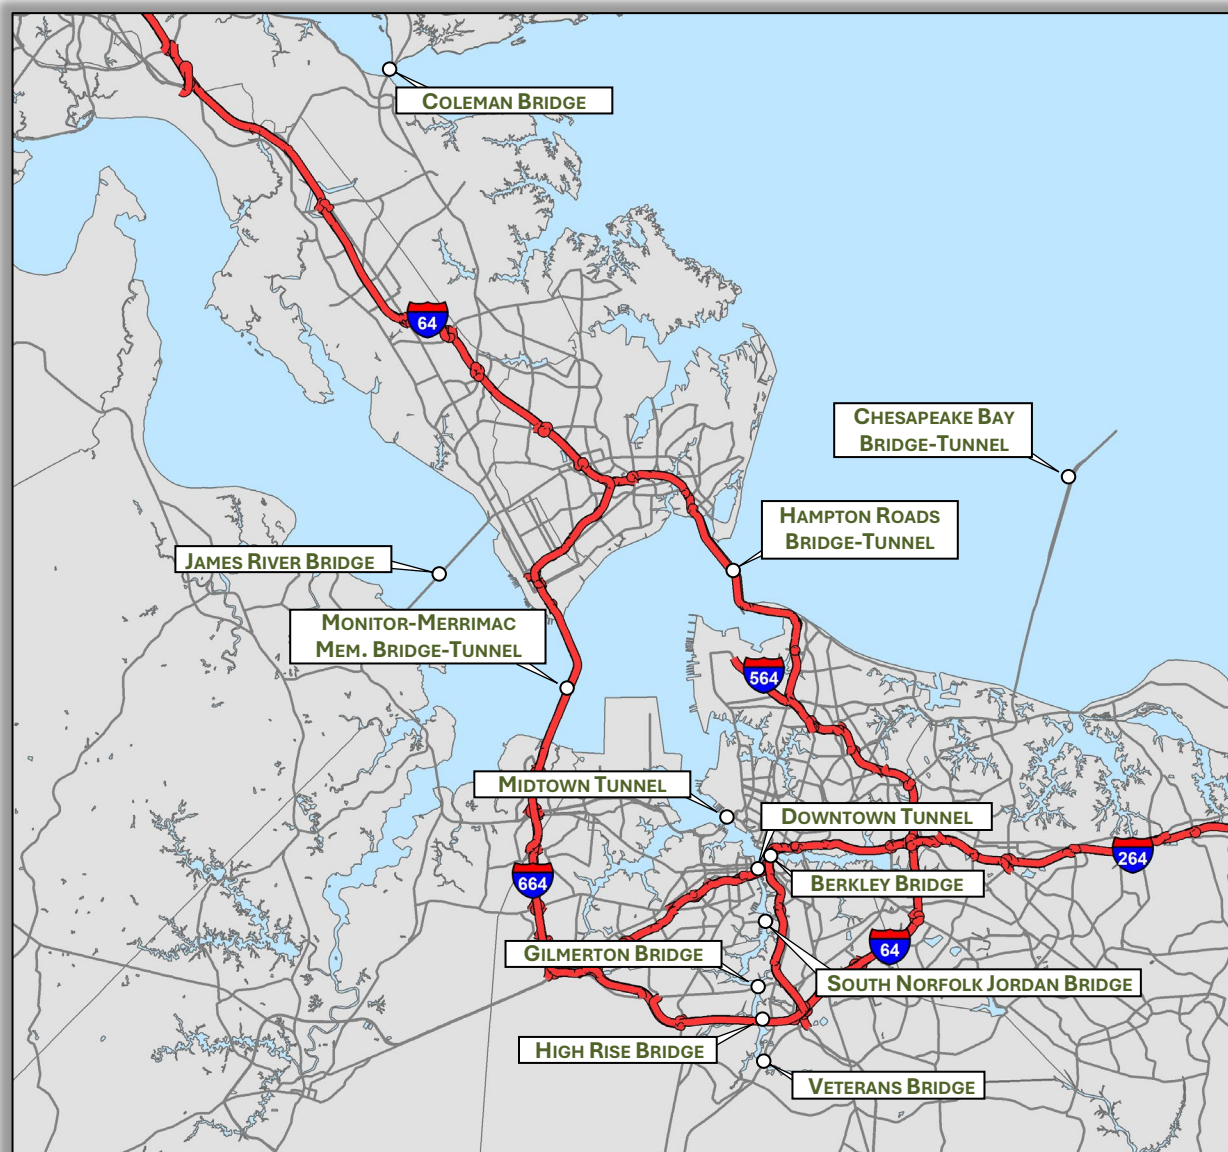 COLEMAN BRIDGE
64
CHESAPEAKE BAY
BRIDGE-TUNNEL
HAMPTON ROADS
BRIDGE-TUNNEL
JAMES RIVER BRIDGE
MONITOR-MERRIMAC
MEM. BRIDGE-TUNNEL
564
MIDTOWN TUNNEL
DOWNTOWN TUNNEL
264
664
BERKLEY BRIDGE
64
GILMERTON BRIDGE
SOUTH NORFOLK JORDAN BRIDGE
HIGH RISE BRIDGE
VETERANS BRIDGE